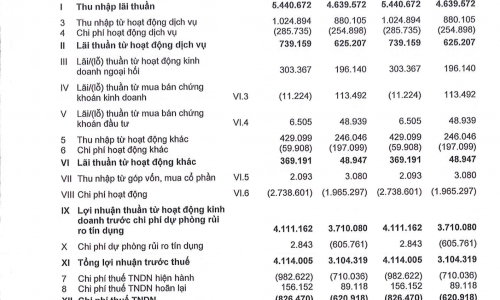 I Thu nhập lãi thuần 5.440.672 4.639.572 5.440.672 4.639.572
3 Thu nhập từ hoạt động dịch vụ 1.024.894 880.105 1.024.894 880.105
4 Chi phí hoạt động dịch vụ (285.735) (254.898) (285.735) (254.898)
II Lãi thuần từ hoạt động dịch vụ 739.159 625.207 739.159 625.207
III Lãi/(lỗ) thuần từ hoạt động kinh
doanh ngoại hối 303.367 196.140 303.367 196.140
IV Lãi/(lỗ) thuần từ mua bán chứng
khoán kinh doanh VI.3 (11.224) 113.492 (11.224) 113.492
V Lãi/(lỗ) thuần từ mua bán chứng
khoán đầu tư VI.4 6.505 48.939 6.505 48.939
5 Thu nhập từ hoạt động khác 429.099 246.046 429.099 246.046
6 Chi phí hoạt động khác (59.908) (197.099) (59.908) (197.099)
VI Lãi thuần từ hoạt động khác 369.191 48.947 369.191 48.947
VII Thu nhập từ góp vốn, mua cổ phần VI.5 2.093 3.080 2.093 3.080
VIII Chi phí hoạt động VI.6 (2.738.601) (1.965.297) (2.738.601) (1.965.297)
IX Lợi nhuận thuần từ hoạt động kinh
doanh trước chi phí dự phòng rủi
ro tín dụng 4.111.162 3.710.080 4.111.162 3.710.080
X Chi phí dự phòng rủi ro tín dụng 2.843 (605.761) 2.843 (605.761)
XI Tổng lợi nhuận trước thuế 4.114.005 3.104.319 4.114.005 3.104.319
7 Chi phí thuế TNDN hiện hành (982.622) (710.036) (982.622) (710.036)
8 Chi phí thuế TNDN hoãn lại 156.152 89.118 156.152 89.118
XII Chi phí thuế TNDN (826.470) (620.918) (826.470) (620.918)